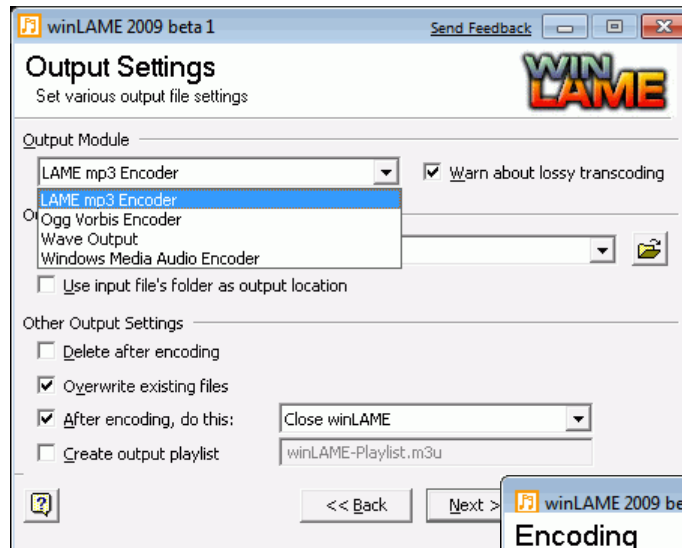 winLAME 2009 beta 1 Send Feedback
Output Settings
Set various output file settings
WIN
LAME
Output Module
LAME mp3 Encoder Warn about lossy transcoding
LAME mp3 Encoder
Ogg Vorbis Encoder
Wave Output
Windows Media Audio Encoder
Use input file's folder as output location
Other Output Settings
Delete after encoding
Overwrite existing files
After encoding, do this: Close winLAME
Create output playlist winLAME-Playlist.m3u
<< Back Next >
winLAME 2009 be
Encoding